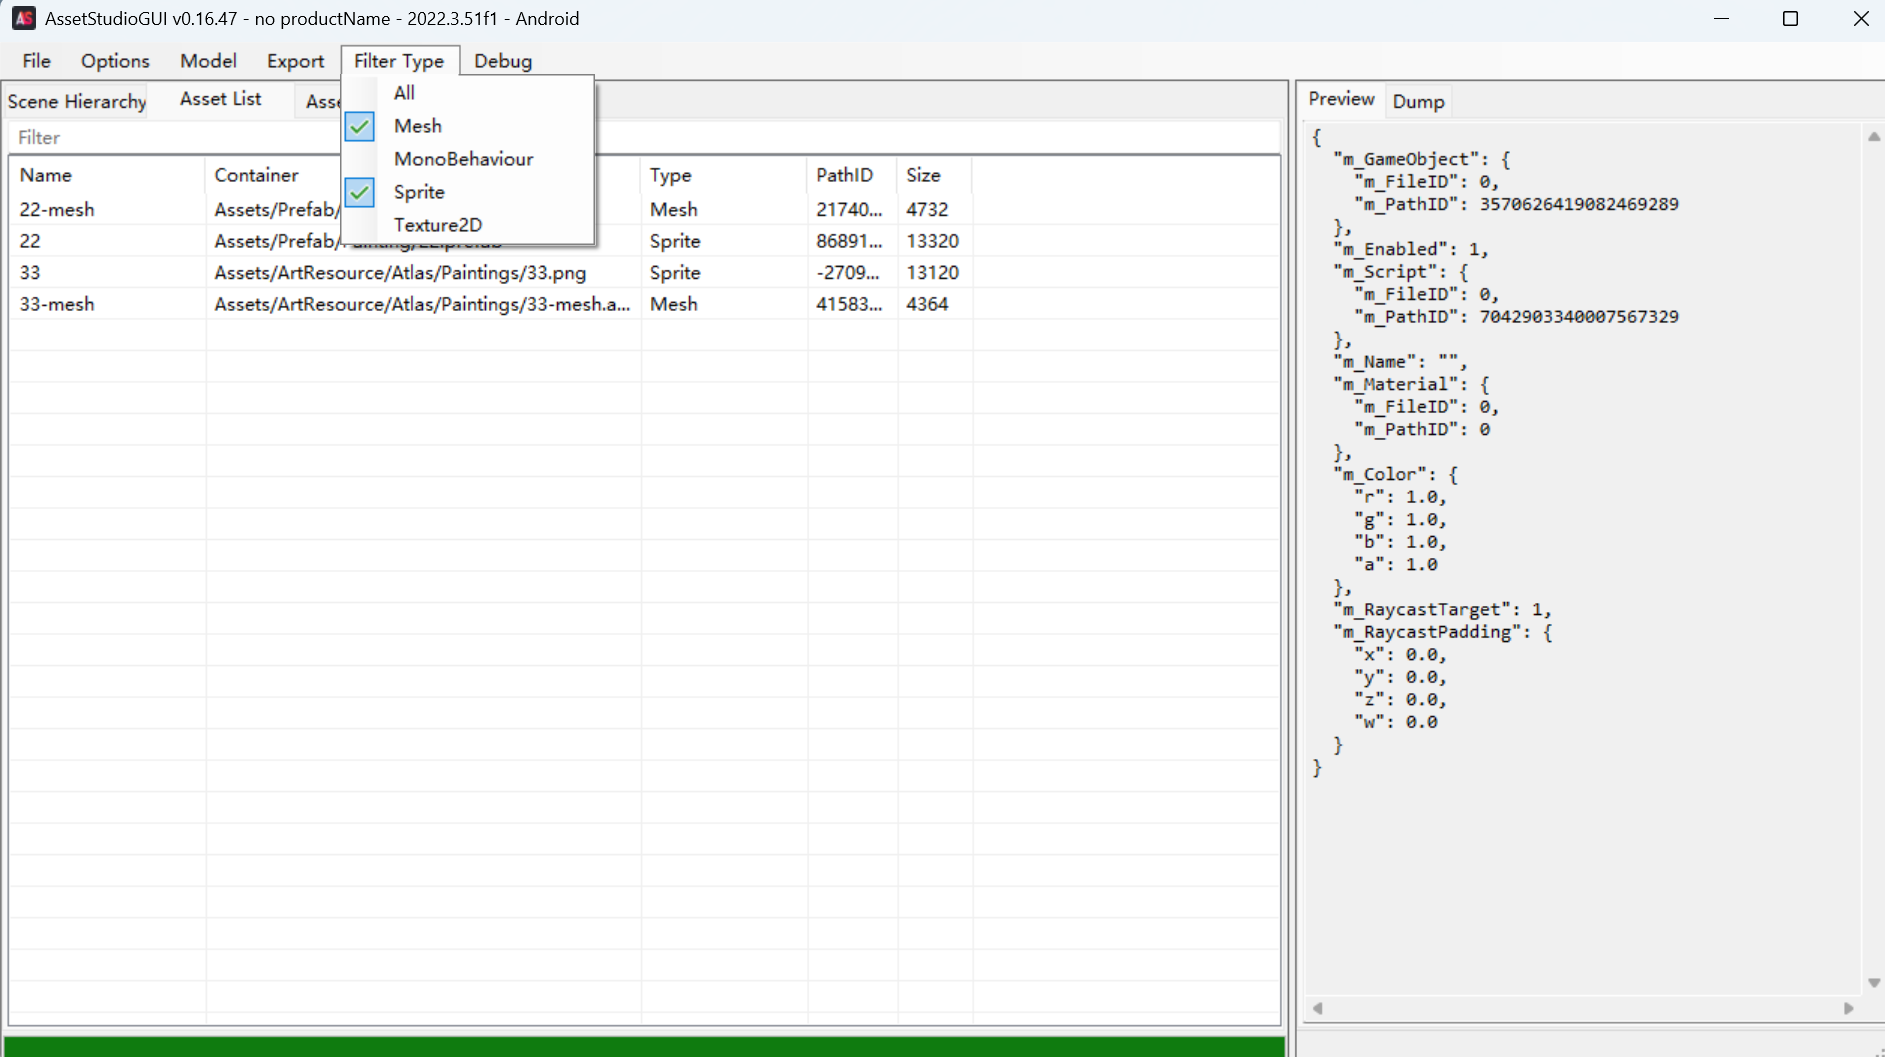 AssetStudioGUI v0.16.47 - no productName - 2022.3.51f1 - Android
File Options Model Export Filter Type Debug
All
Mesh
MonoBehaviour
Sprite
Texture2D
Scene Hierarchy Asset List Asse
Filter
Name Container Type PathID Size
22-mesh Assets/Prefab/ Mesh 21740... 4732
22 Assets/Prefab/ Sprite 86891... 13320
33 Assets/ArtResource/Atlas/Paintings/33.png Sprite -2709... 13120
33-mesh Assets/ArtResource/Atlas/Paintings/33-mesh.a... Mesh 41583... 4364
Preview Dump
{
"m_GameObject": {
"m_FileID": 0,
"m_PathID": 3570626419082469289
},
"m_Enabled": 1,
"m_Script": {
"m_FileID": 0,
"m_PathID": 7042903340007567329
},
"m_Name": "",
"m_Material": {
"m_FileID": 0,
"m_PathID": 0
},
"m_Color": {
"r": 1.0,
"g": 1.0,
"b": 1.0,
"a": 1.0
},
"m_RaycastTarget": 1,
"m_RaycastPadding": {
"x": 0.0,
"y": 0.0,
"z": 0.0,
"w": 0.0
}
}